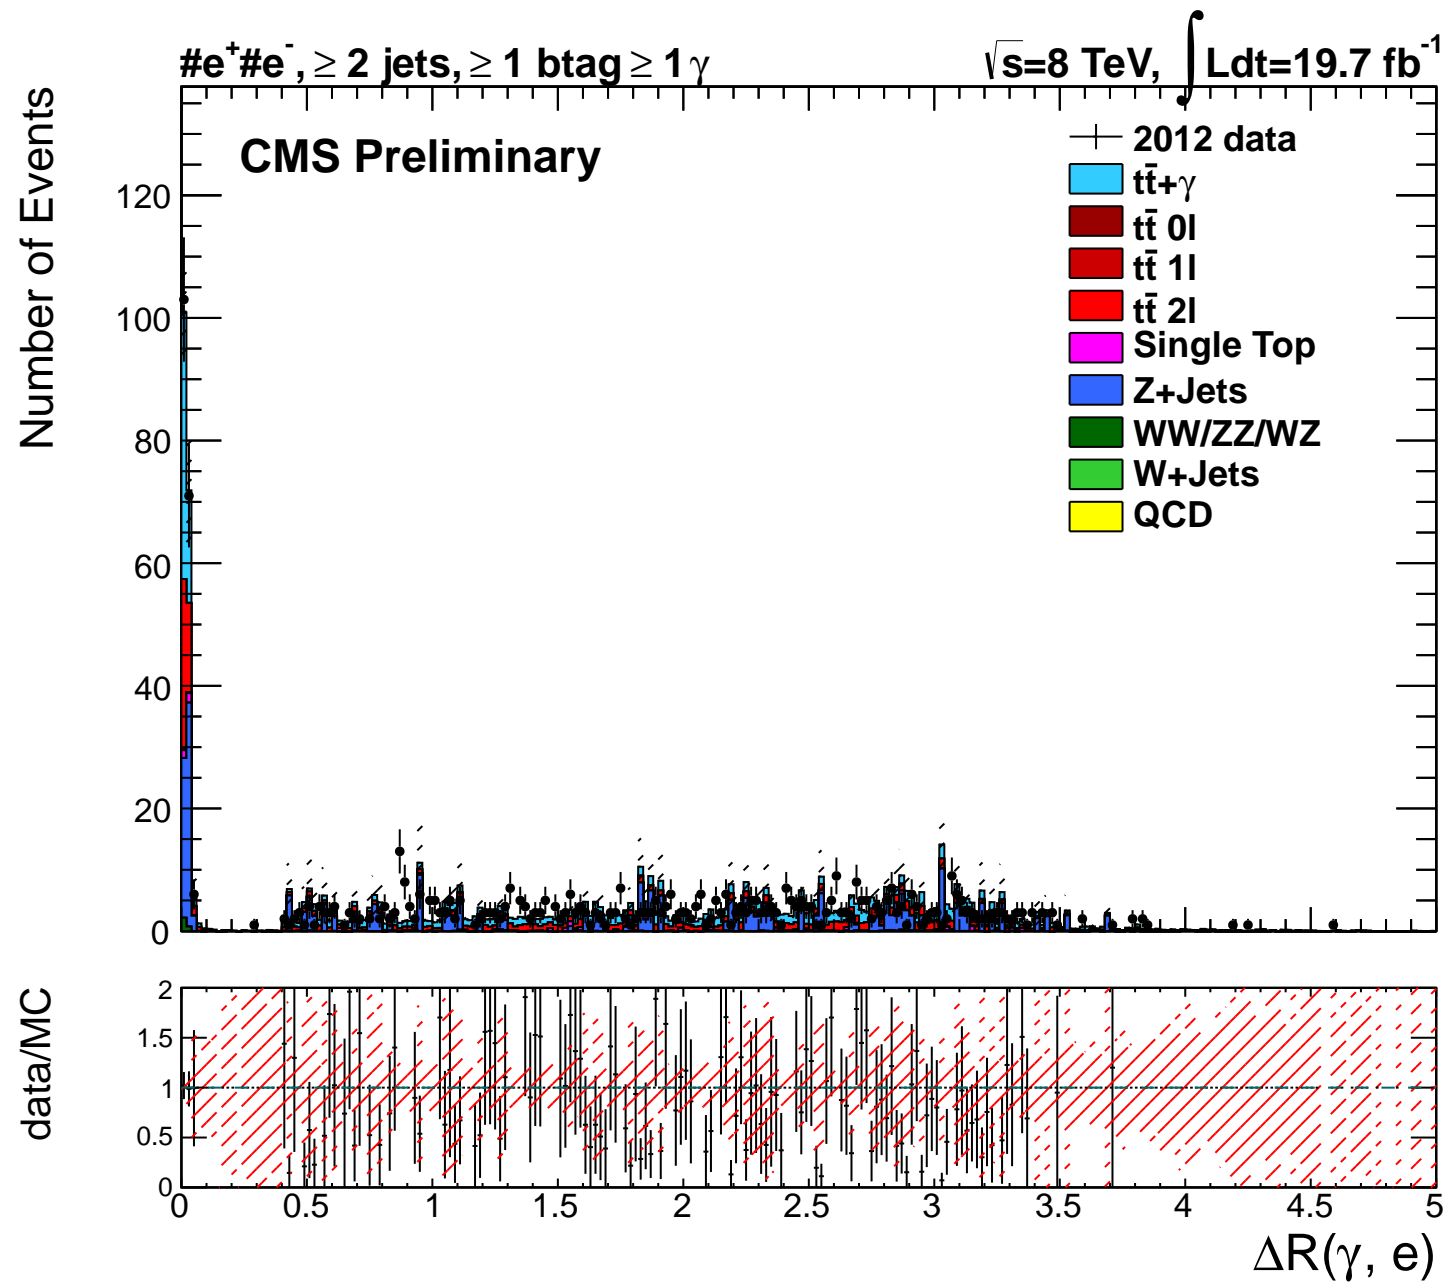 #e⁺#e⁻, ≥ 2 jets, ≥ 1 btag ≥ 1 γ
√s=8 TeV, ∫ Ldt=19.7 fb⁻¹
CMS Preliminary
2012 data
tt̄+γ
tt̄ 0l
tt̄ 1l
tt̄ 2l
Single Top
Z+Jets
WW/ZZ/WZ
W+Jets
QCD
Number of Events
120
100
80
60
40
20
0
data/MC
2
1.5
1
0.5
0
0 0.5 1 1.5 2 2.5 3 3.5 4 4.5 5
ΔR(γ, e)